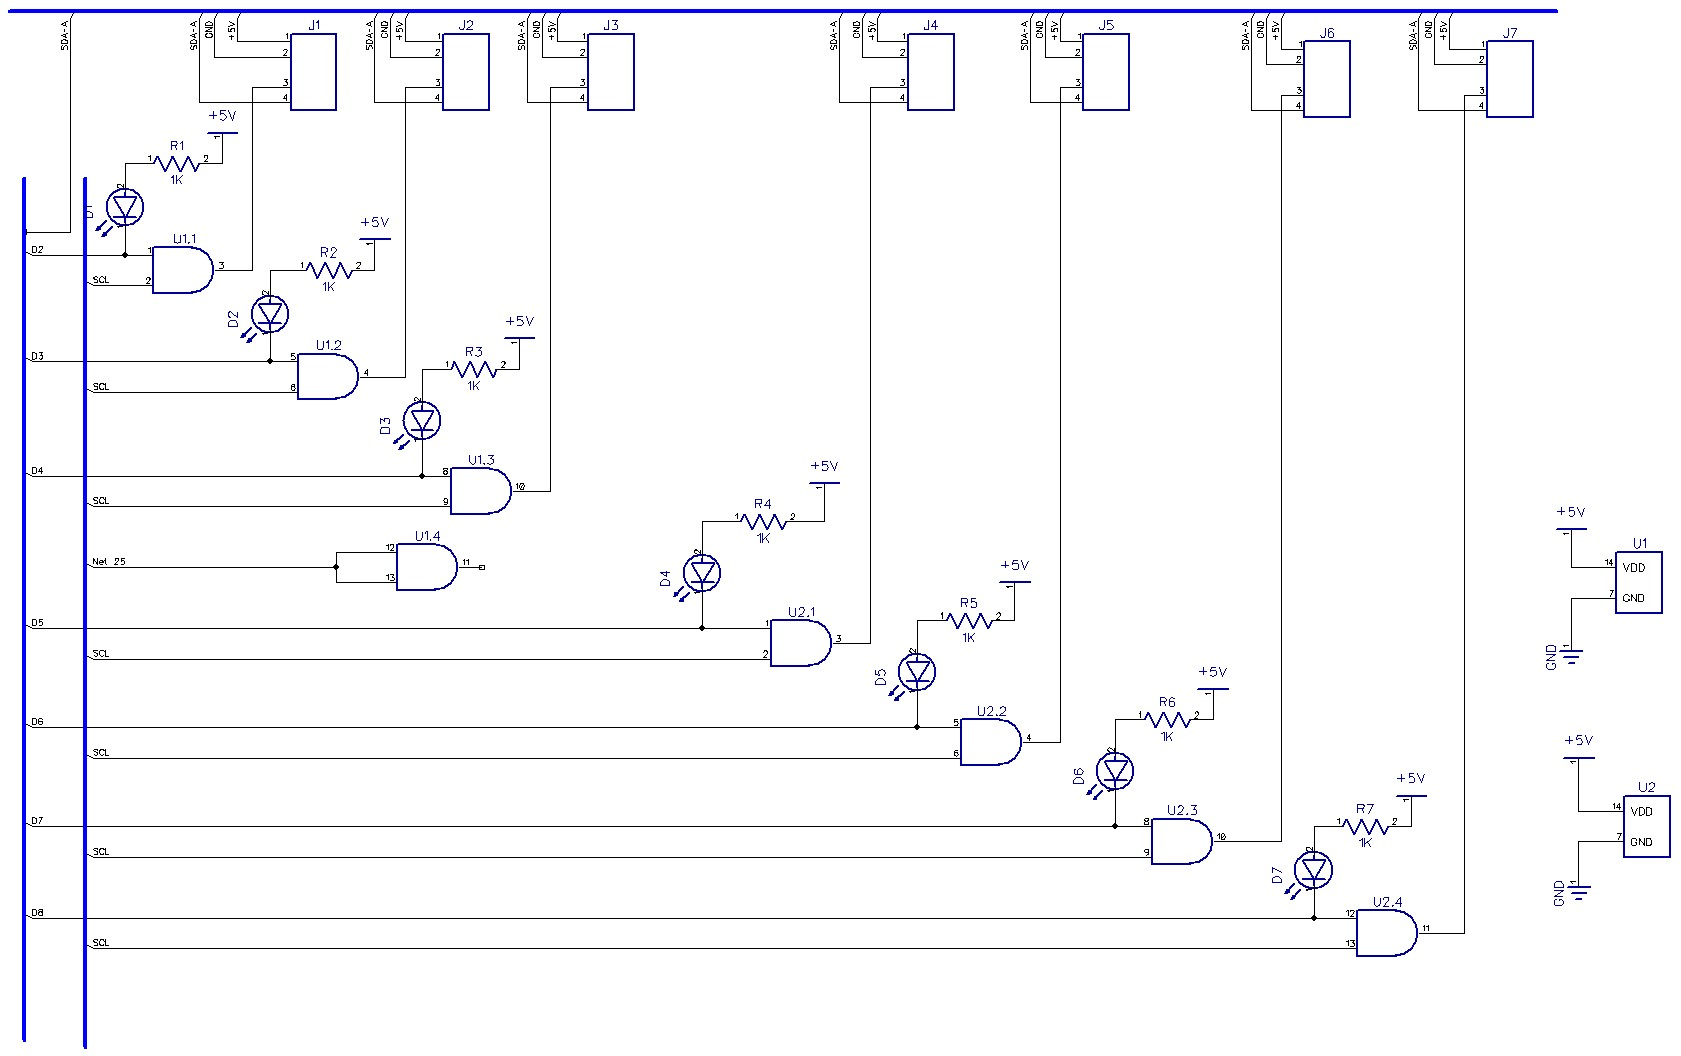 SDA-A
SDA-A GND +5V J1 1 2 3 4
SDA-A GND +5V J2 1 2 3 4
SDA-A GND +5V J3 1 2 3 4
SDA-A GND +5V J4 1 2 3 4
SDA-A GND +5V J5 1 2 3 4
SDA-A GND +5V J6 1 2 3 4
SDA-A GND +5V J7 1 2 3 4
+5V
1
R1
1 2
1K
2
D1
D2 1 U1.1 3
SCL 2
+5V
1
R2
1 2
1K
2
D2
D3 5 U1.2 4
SCL 6
+5V
1
R3
1 2
1K
2
D3
D4 8 U1.3 10
SCL 9
Net 25 12 13 U1.4 11
+5V
1
R4
1 2
1K
2
D4
D5 1 U2.1 3
SCL 2
+5V
1
R5
1 2
1K
2
D5
D6 5 U2.2 4
SCL 6
+5V
1
R6
1 2
1K
2
D6
D7 8 U2.3 10
SCL 9
+5V
1
R7
1 2
1K
2
D7
D8 12 U2.4 11
SCL 13
+5V
1
U1
14 VDD
7 GND
1
GND
+5V
1
U2
14 VDD
7 GND
1
GND